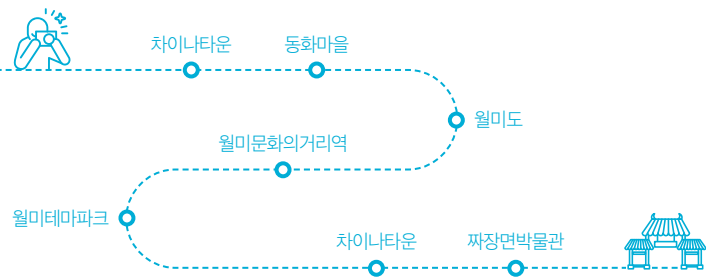 차이나타운
동화마을
월미도
월미문화의거리역
월미테마파크
차이나타운
짜장면박물관